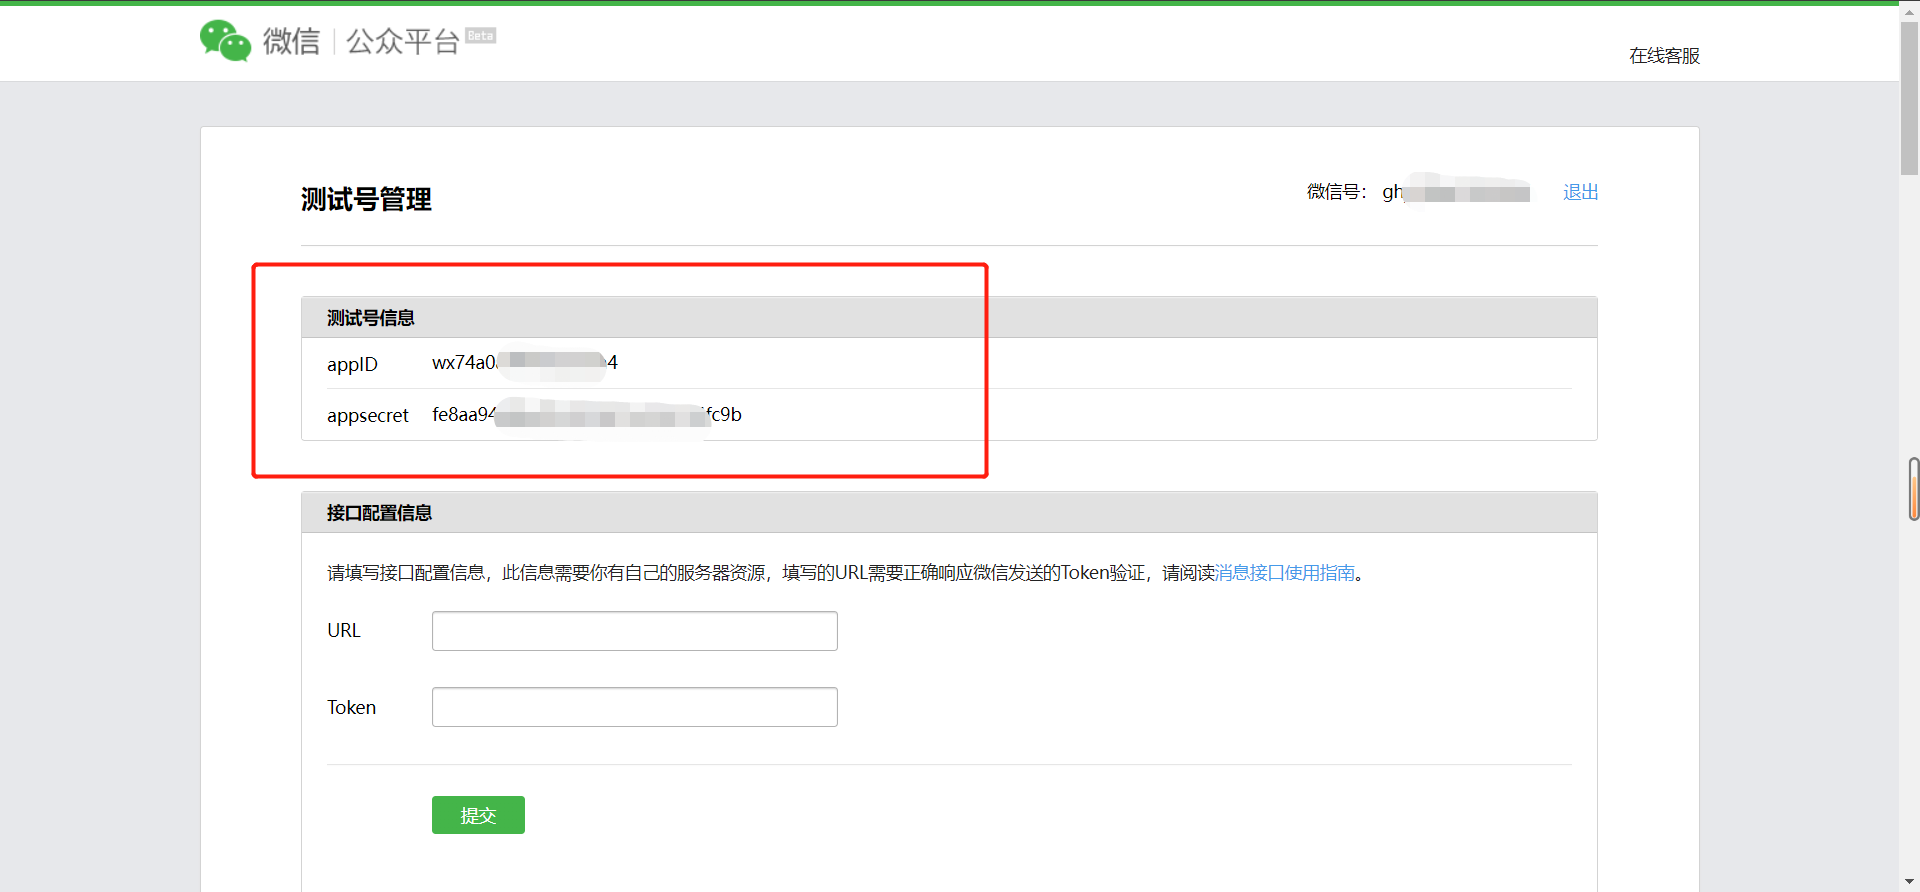 微信 公众平台 Beta
在线客服
测试号管理
微信号： gh 退出
测试号信息
appID wx74a0 4
appsecret fe8aa94 fc9b
接口配置信息
请填写接口配置信息，此信息需要你有自己的服务器资源，填写的URL需要正确响应微信发送的Token验证，请阅读消息接口使用指南。
URL
Token
提交